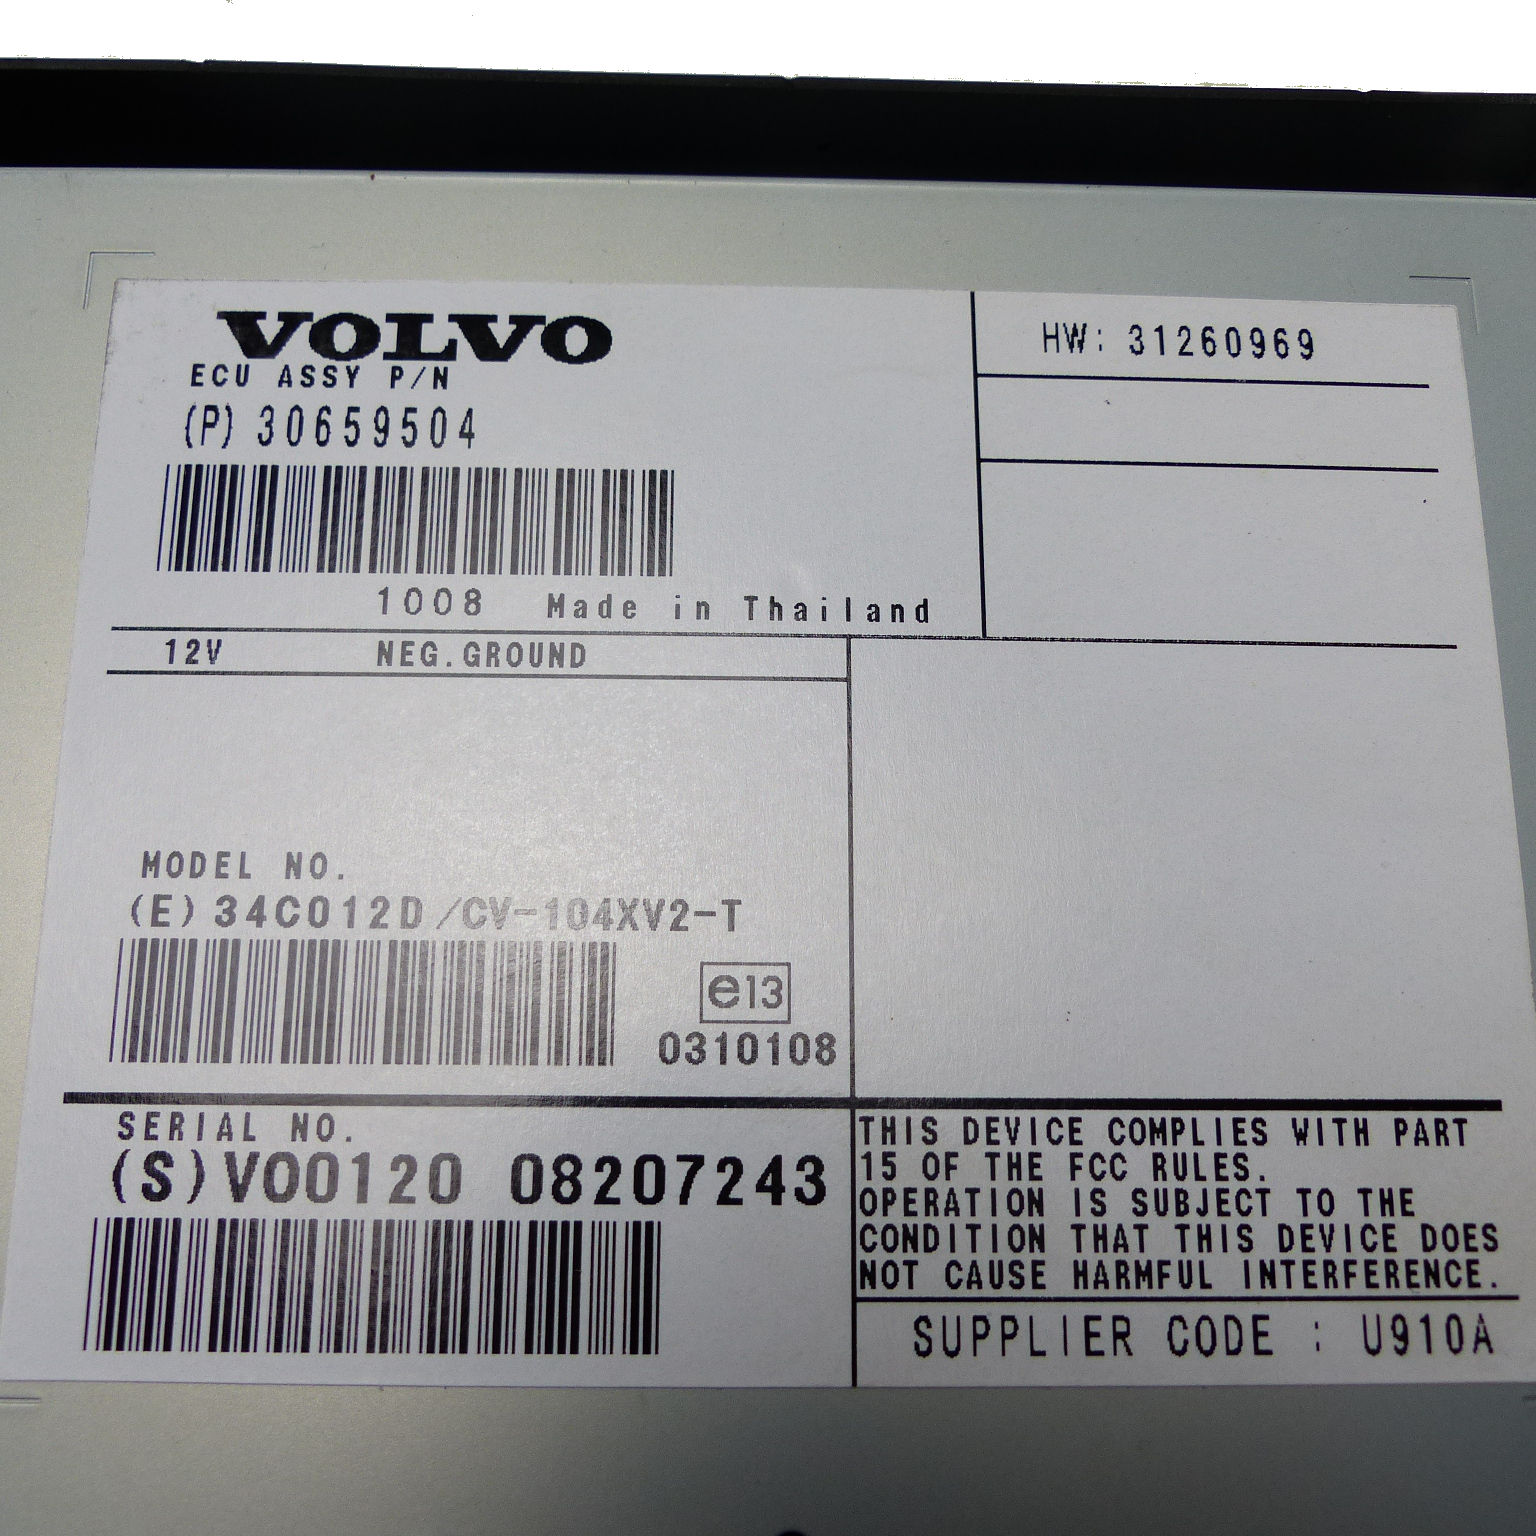 VOLVO
ECU ASSY P/N
(P) 30659504
HW: 31260969
1008 Made in Thailand
12V NEG.GROUND
MODEL NO.
(E) 34C012D/CV-104XV2-T
e13
0310108
SERIAL NO.
(S) VO0120 08207243
THIS DEVICE COMPLIES WITH PART
15 OF THE FCC RULES.
OPERATION IS SUBJECT TO THE
CONDITION THAT THIS DEVICE DOES
NOT CAUSE HARMFUL INTERFERENCE.
SUPPLIER CODE : U910A